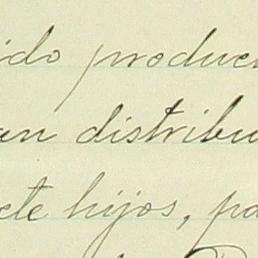 ido produc
an distribu
ete hijos, pa